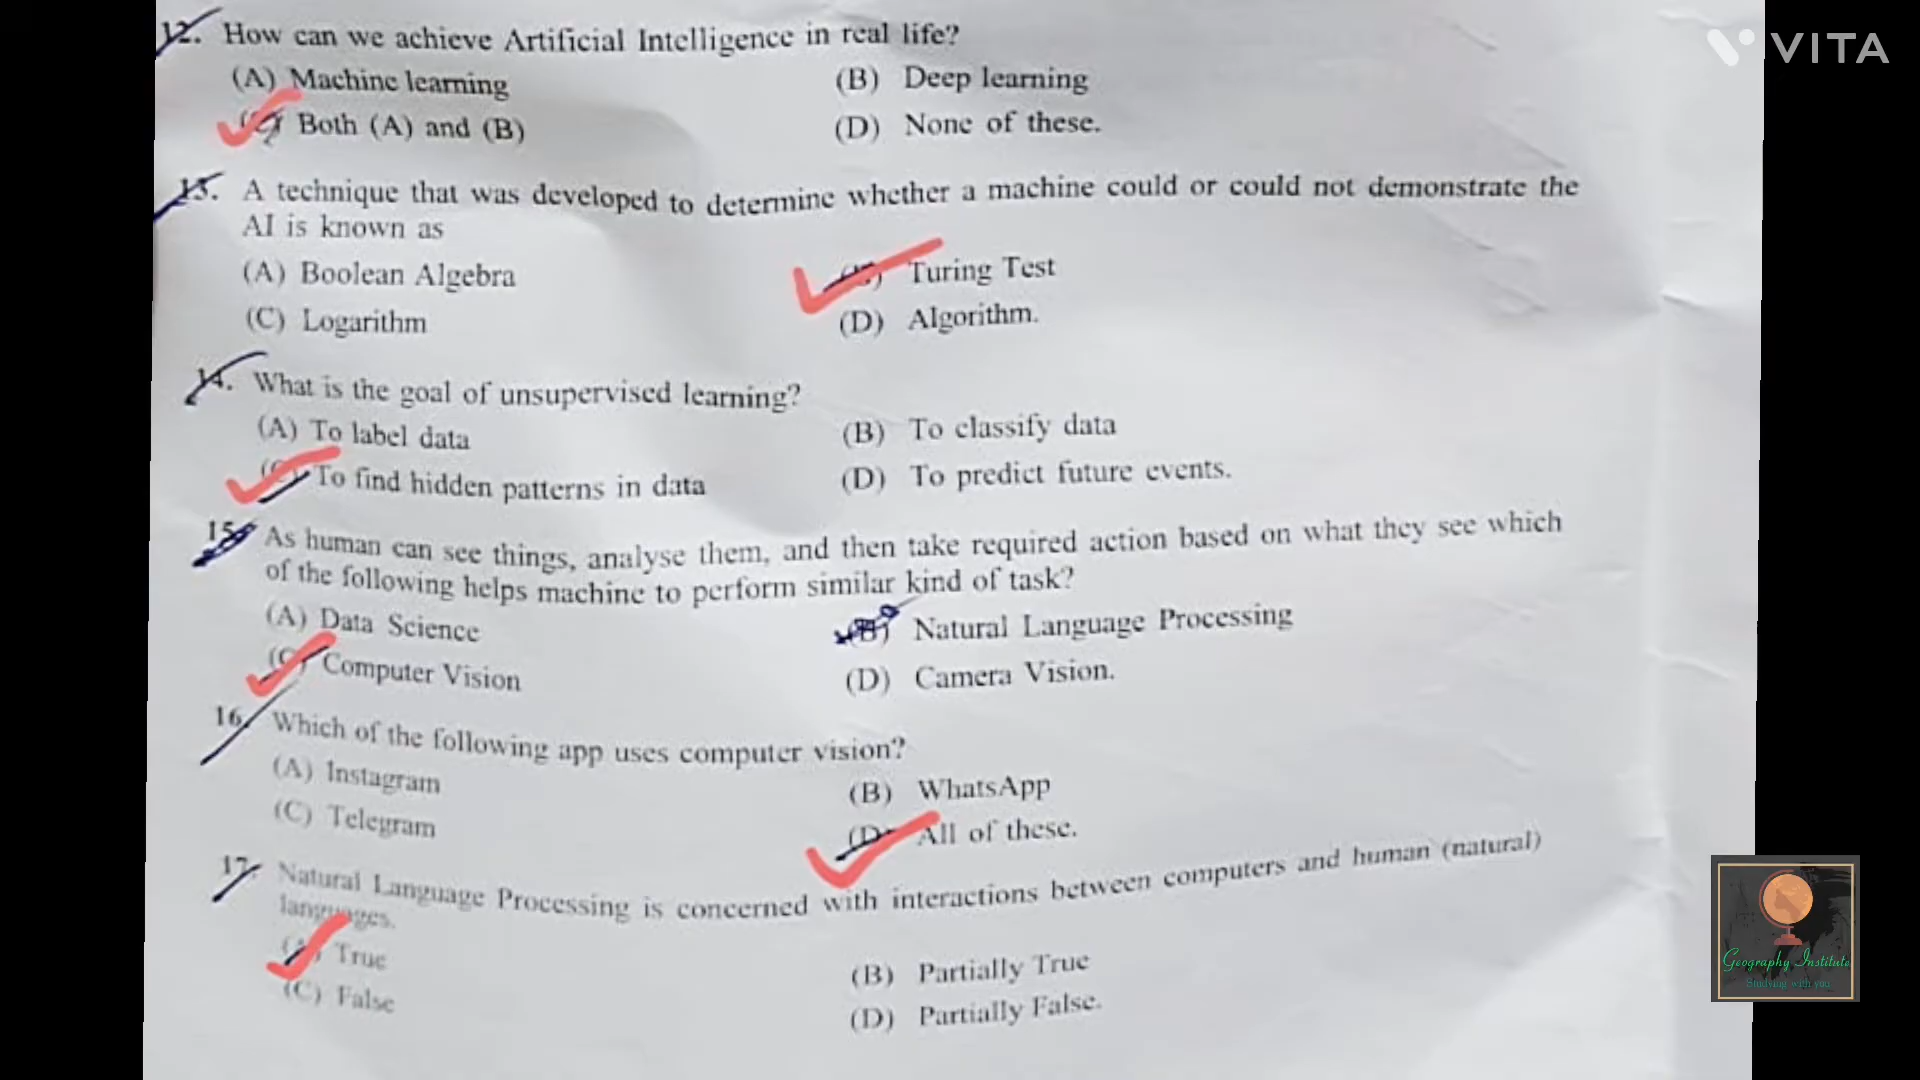 12. How can we achieve Artificial Intelligence in real life?
(A) Machine learning
(B) Deep learning
(C) Both (A) and (B)
(D) None of these.
13. A technique that was developed to determine whether a machine could or could not demonstrate the
AI is known as
(A) Boolean Algebra
(B) Turing Test
(C) Logarithm
(D) Algorithm.
14. What is the goal of unsupervised learning?
(A) To label data
(B) To classify data
(C) To find hidden patterns in data
(D) To predict future events.
15. As human can see things, analyse them, and then take required action based on what they see which
of the following helps machine to perform similar kind of task?
(A) Data Science
(B) Natural Language Processing
(C) Computer Vision
(D) Camera Vision.
16. Which of the following app uses computer vision?
(A) Instagram
(B) WhatsApp
(C) Telegram
(D) All of these.
17. Natural Language Processing is concerned with interactions between computers and human (natural)
languages.
(A) True
(B) Partially True
(C) False
(D) Partially False.
VITA
Geography Institute
Studying with you